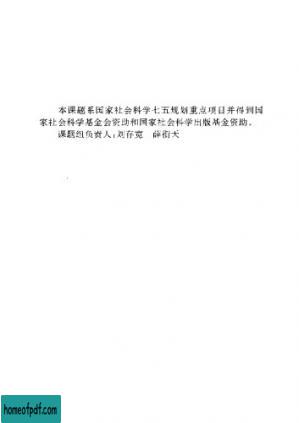 本课题系国家社会科学七五规划重点项目并得到国
家社会科学基金会资助和国家社会科学出版基金资助。
课题组负责人：刘存宽 薛衔天
homeofpdf.com